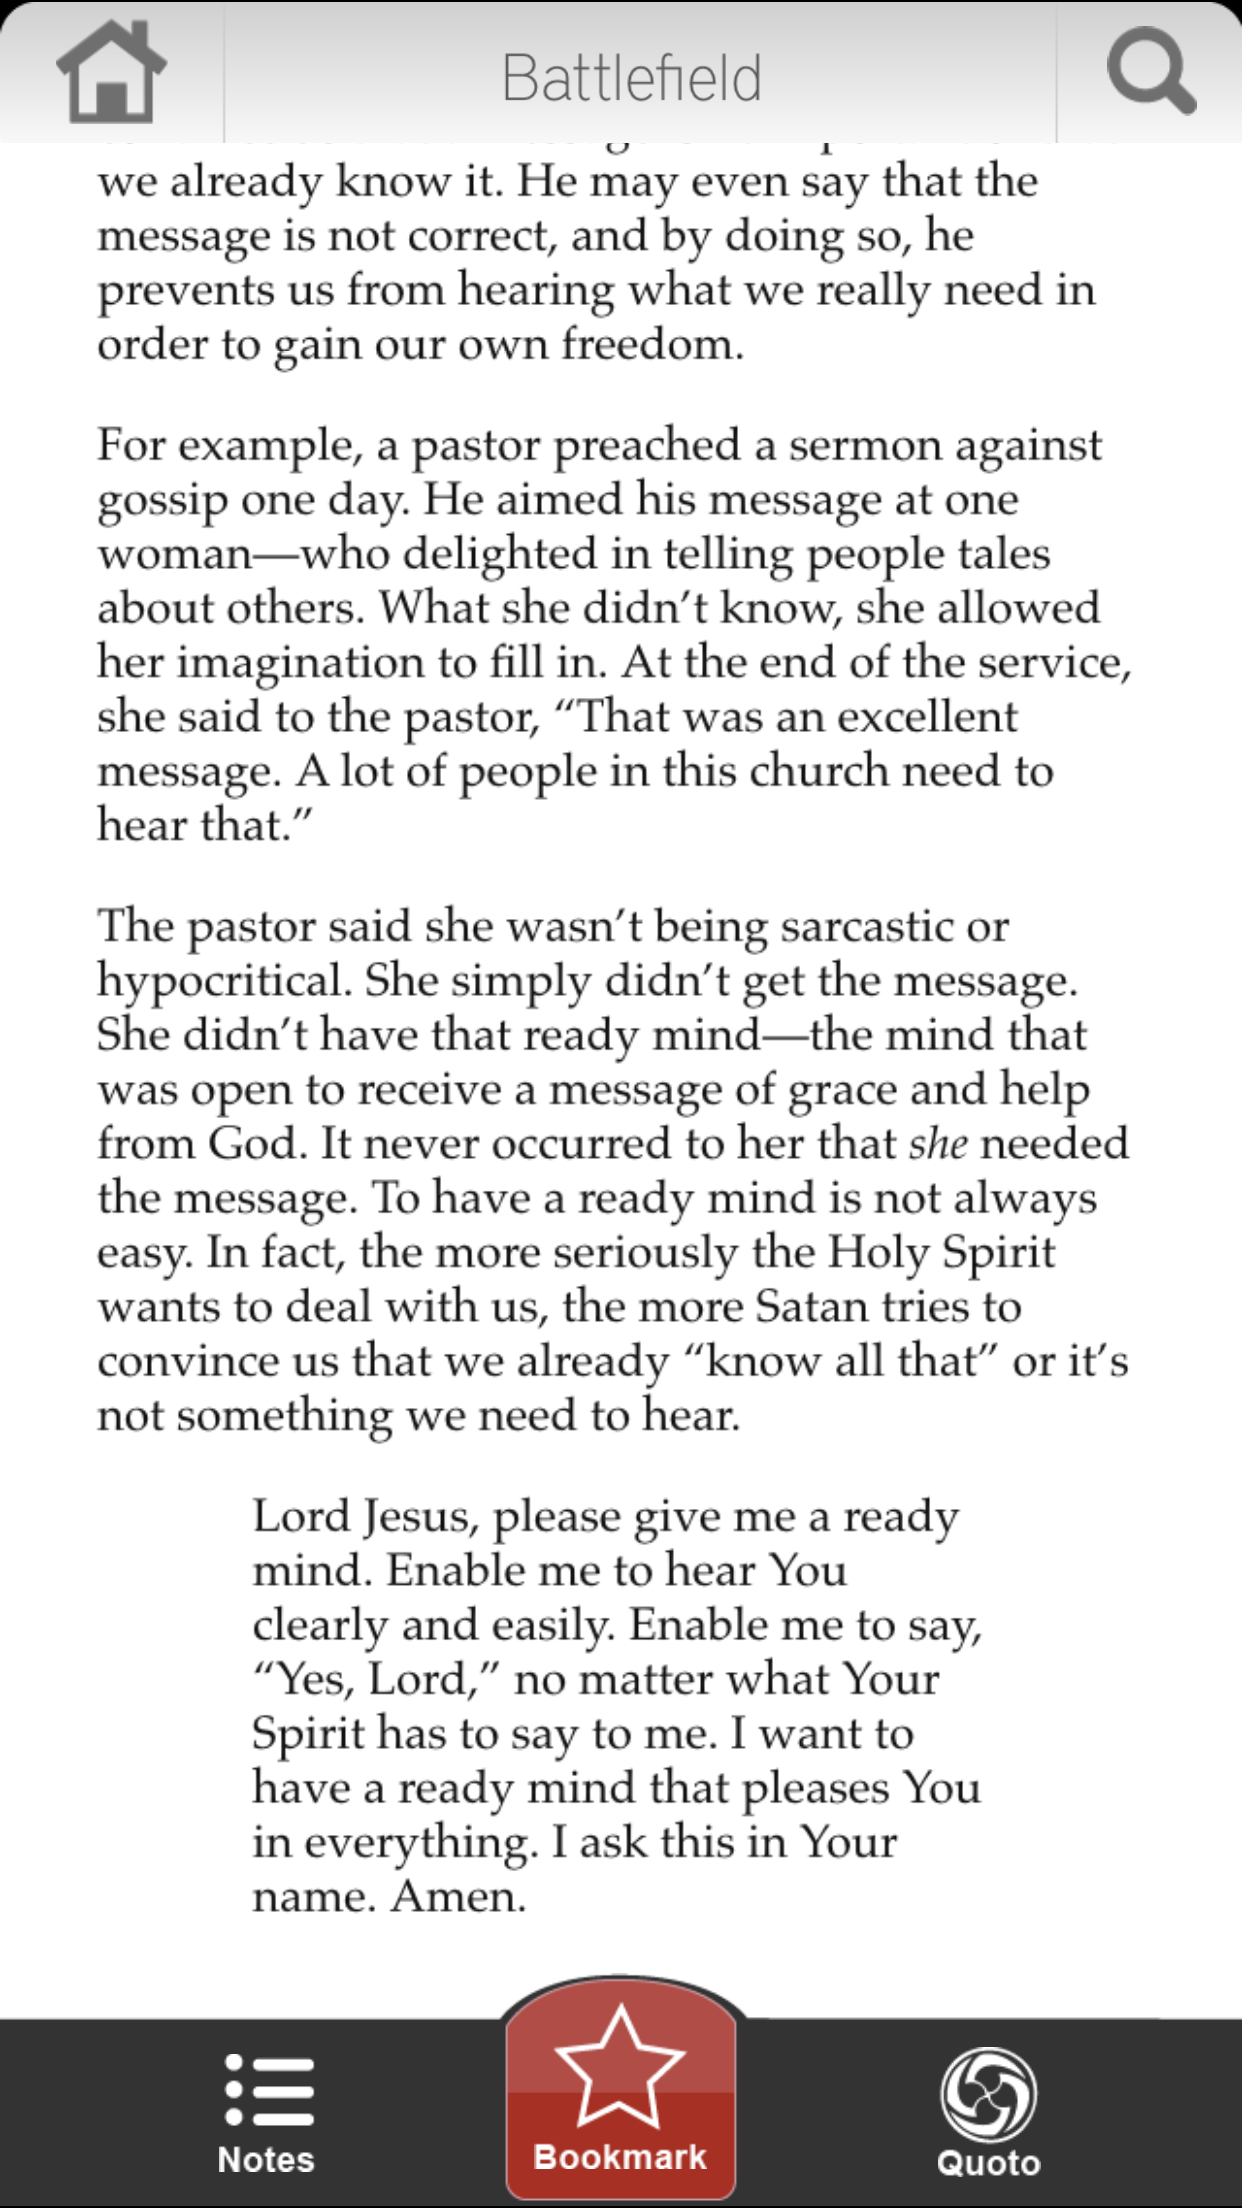 Battlefield
we already know it. He may even say that the
message is not correct, and by doing so, he
prevents us from hearing what we really need in
order to gain our own freedom.
For example, a pastor preached a sermon against
gossip one day. He aimed his message at one
woman—who delighted in telling people tales
about others. What she didn’t know, she allowed
her imagination to fill in. At the end of the service,
she said to the pastor, “That was an excellent
message. A lot of people in this church need to
hear that.”
The pastor said she wasn’t being sarcastic or
hypocritical. She simply didn’t get the message.
She didn’t have that ready mind—the mind that
was open to receive a message of grace and help
from God. It never occurred to her that she needed
the message. To have a ready mind is not always
easy. In fact, the more seriously the Holy Spirit
wants to deal with us, the more Satan tries to
convince us that we already “know all that” or it’s
not something we need to hear.
Lord Jesus, please give me a ready
mind. Enable me to hear You
clearly and easily. Enable me to say,
“Yes, Lord,” no matter what Your
Spirit has to say to me. I want to
have a ready mind that pleases You
in everything. I ask this in Your
name. Amen.
Notes
Bookmark
Quoto